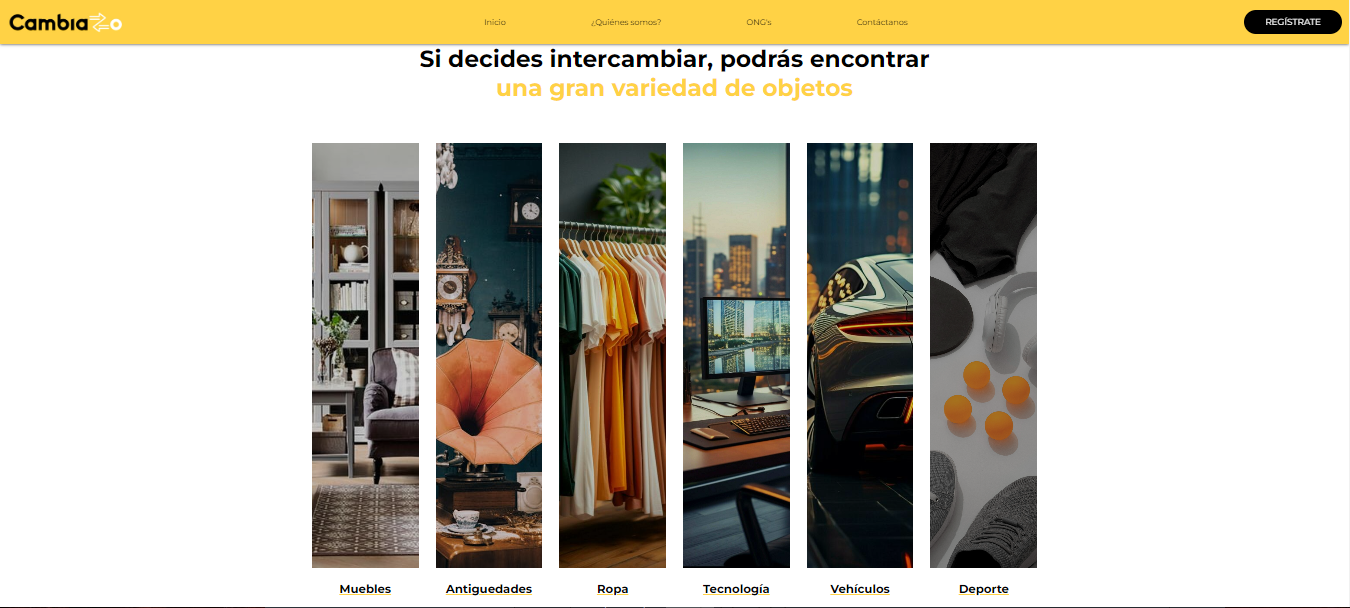 Cambiazo
Inicio
¿Quiénes somos?
ONG's
Contáctanos
REGÍSTRATE
Si decides intercambiar, podrás encontrar
una gran variedad de objetos
Muebles
Antiguedades
Ropa
Tecnología
Vehículos
Deporte